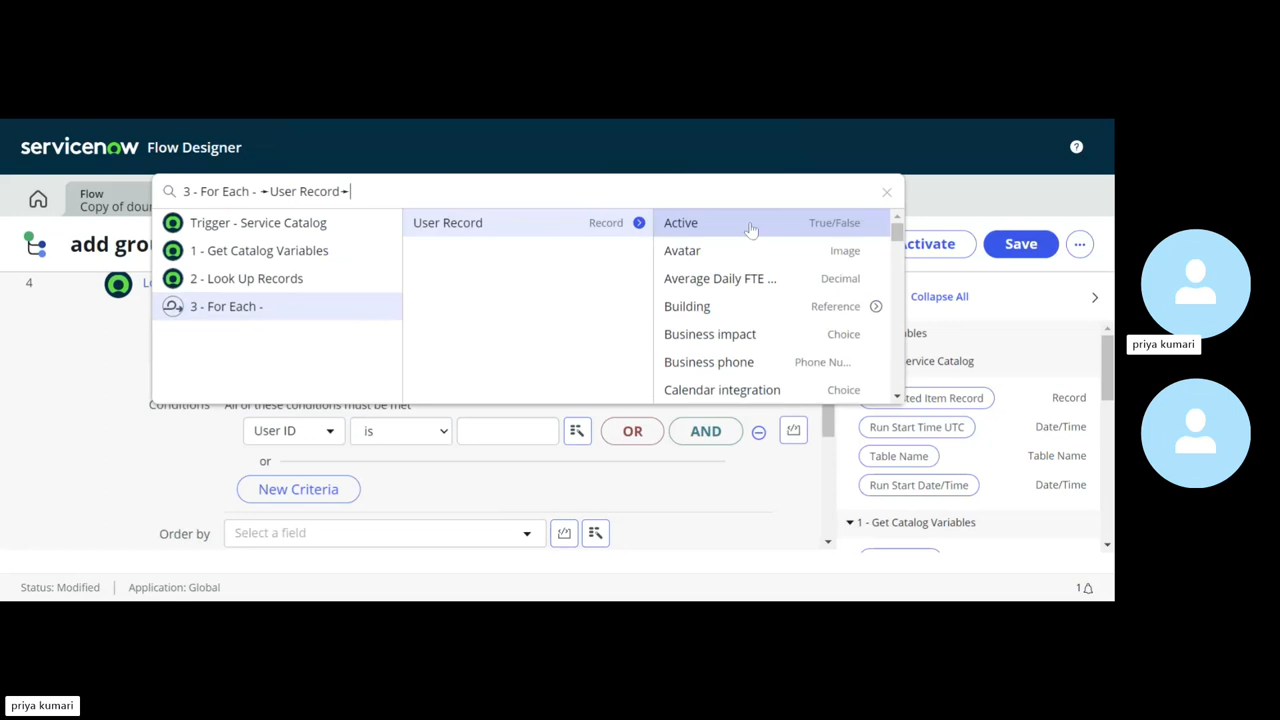 servicenow Flow Designer
?
Flow
Copy of dour
3 - For Each - ➛User Record➛
Trigger - Service Catalog
1 - Get Catalog Variables
2 - Look Up Records
3 - For Each -
User Record Record
Active True/False
Avatar Image
Average Daily FTE ... Decimal
Building Reference
Business impact Choice
Business phone Phone Nu...
Calendar integration Choice
add gro
ctivate
Save
...
4
Lo
Collapse All
bles
ervice Catalog
ted Item Record Record
Run Start Time UTC Date/Time
Table Name Table Name
Run Start Date/Time Date/Time
1 - Get Catalog Variables
Conditions All of these conditions must be met
User ID is OR AND
or
New Criteria
Order by Select a field
Status: Modified Application: Global
1
priya kumari
priya kumari